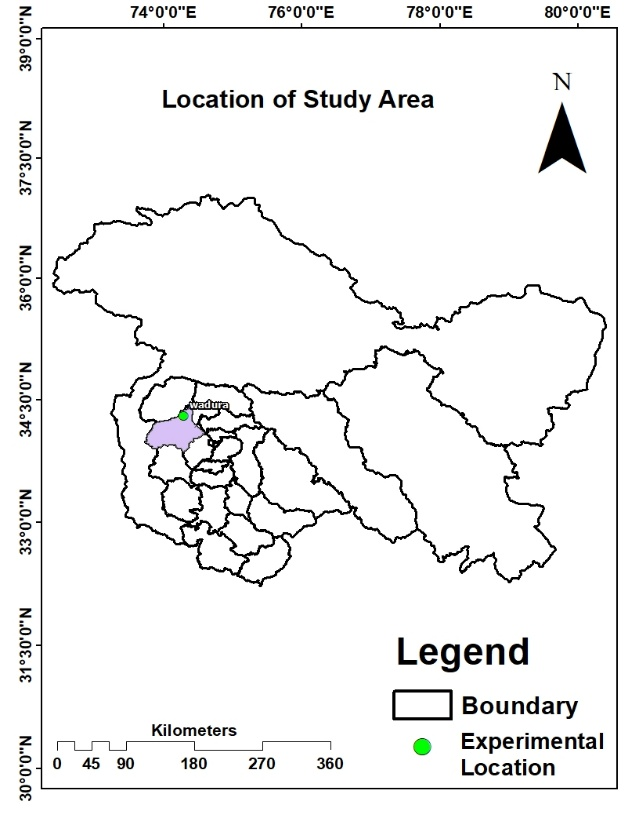 74°0'0"E 76°0'0"E 78°0'0"E 80°0'0"E
39°0'0"N
N
Location of Study Area
37°30'0"N
36°0'0"N
34°30'0"N
wadura
33°0'0"N
31°30'0"N
Legend
Boundary
Experimental
Location
Kilometers
0 45 90 180 270 360
30°0'0"N